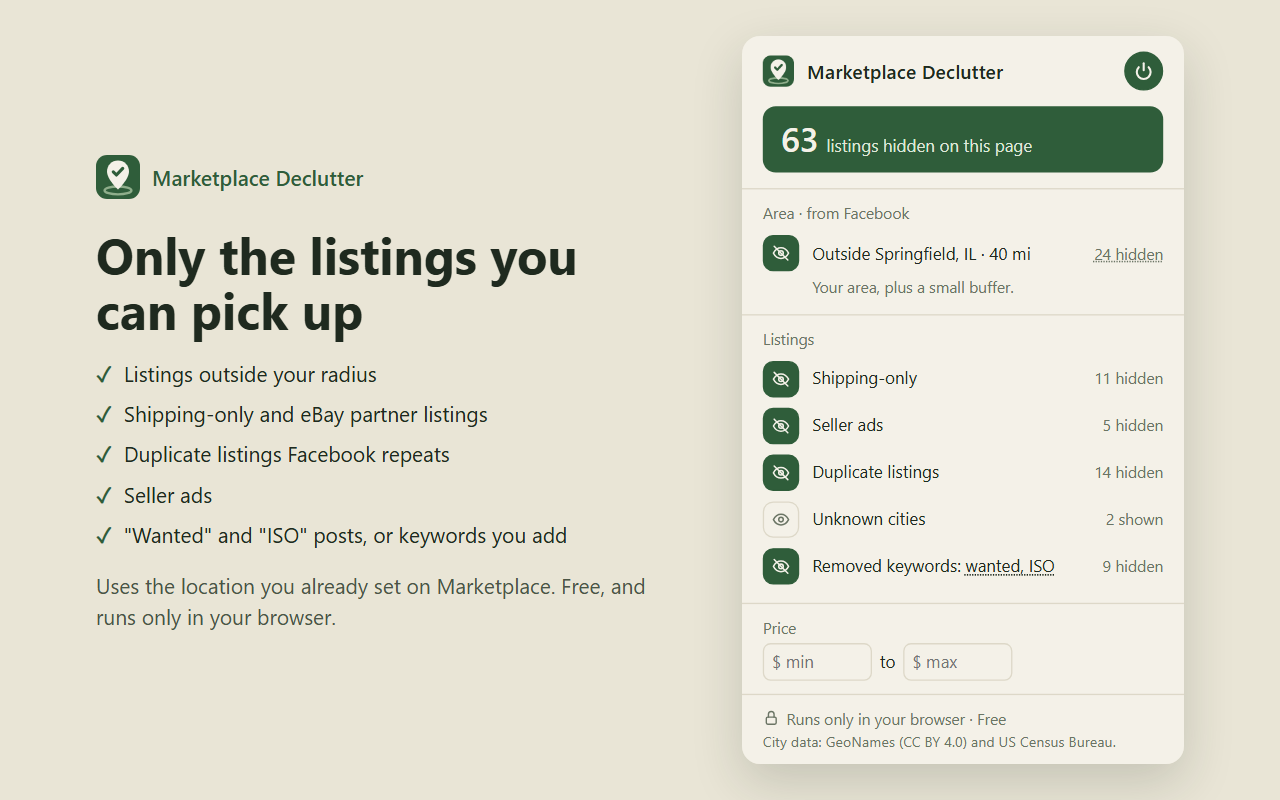 Marketplace Declutter
Only the listings you
can pick up
✓ Listings outside your radius
✓ Shipping-only and eBay partner listings
✓ Duplicate listings Facebook repeats
✓ Seller ads
✓ "Wanted" and "ISO" posts, or keywords you add
Uses the location you already set on Marketplace. Free, and
runs only in your browser.
Marketplace Declutter
63 listings hidden on this page
Area · from Facebook
Outside Springfield, IL · 40 mi 24 hidden
Your area, plus a small buffer.
Listings
Shipping-only 11 hidden
Seller ads 5 hidden
Duplicate listings 14 hidden
Unknown cities 2 shown
Removed keywords: wanted, ISO 9 hidden
Price
$ min to $ max
Runs only in your browser · Free
City data: GeoNames (CC BY 4.0) and US Census Bureau.